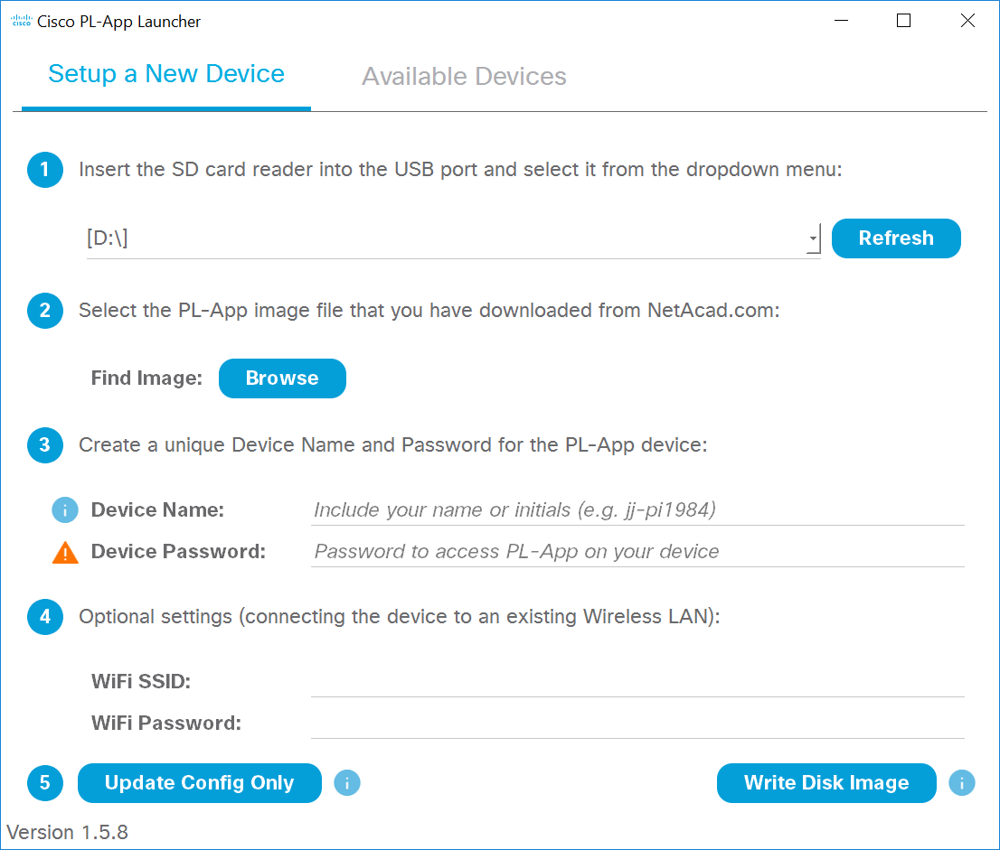 cisco Cisco PL-App Launcher
Setup a New Device
Available Devices
1 Insert the SD card reader into the USB port and select it from the dropdown menu:
[D:\]
Refresh
2 Select the PL-App image file that you have downloaded from NetAcad.com:
Find Image: Browse
3 Create a unique Device Name and Password for the PL-App device:
i Device Name: Include your name or initials (e.g. jj-pi1984)
! Device Password: Password to access PL-App on your device
4 Optional settings (connecting the device to an existing Wireless LAN):
WiFi SSID:
WiFi Password:
5 Update Config Only i Write Disk Image i
Version 1.5.8